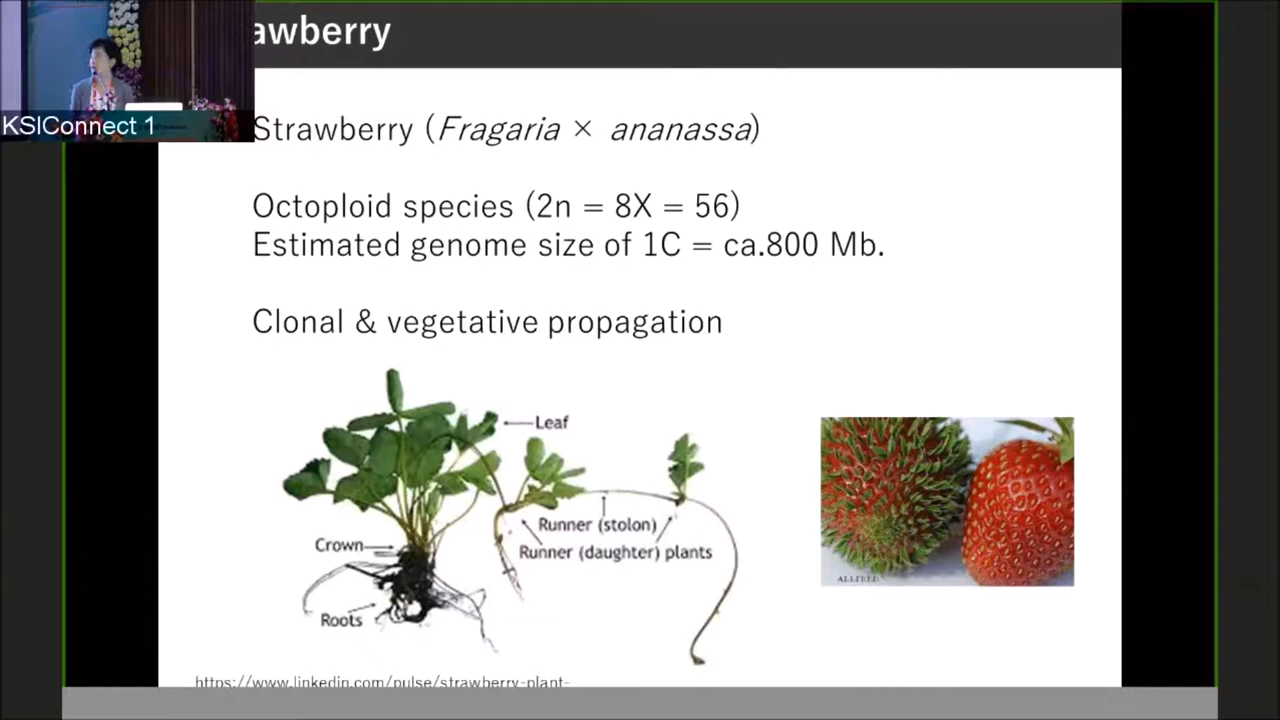 awberry
KSIConnect 1
Strawberry (Fragaria × ananassa)
Octoploid species (2n = 8X = 56)
Estimated genome size of 1C = ca.800 Mb.
Clonal & vegetative propagation
Leaf
Runner (stolon)
Runner (daughter) plants
Crown
Roots
ALLFRED
https://www.linkedin.com/pulse/strawberry-plant-